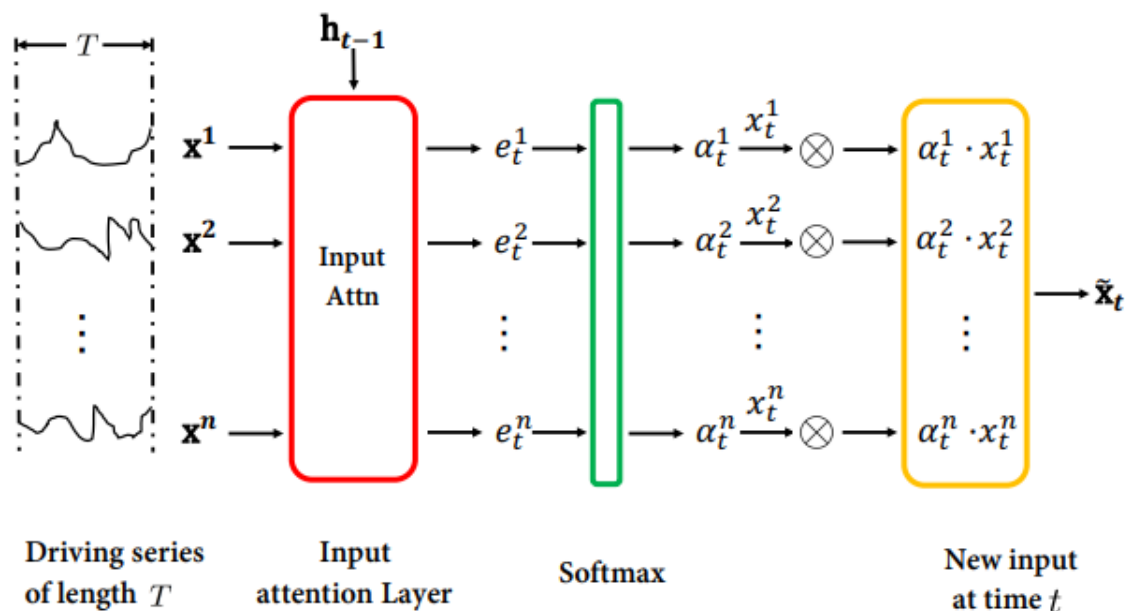 T
h_{t-1}
x^1 e_t^1 α_t^1 x_t^1 ⊗ α_t^1 · x_t^1
x^2 e_t^2 α_t^2 x_t^2 ⊗ α_t^2 · x_t^2
Input
Attn
⋮ ⋮ ⋮ ⋮
x̃_t
x^n e_t^n α_t^n x_t^n ⊗ α_t^n · x_t^n
Driving series
of length T
Input
attention Layer
Softmax
New input
at time t